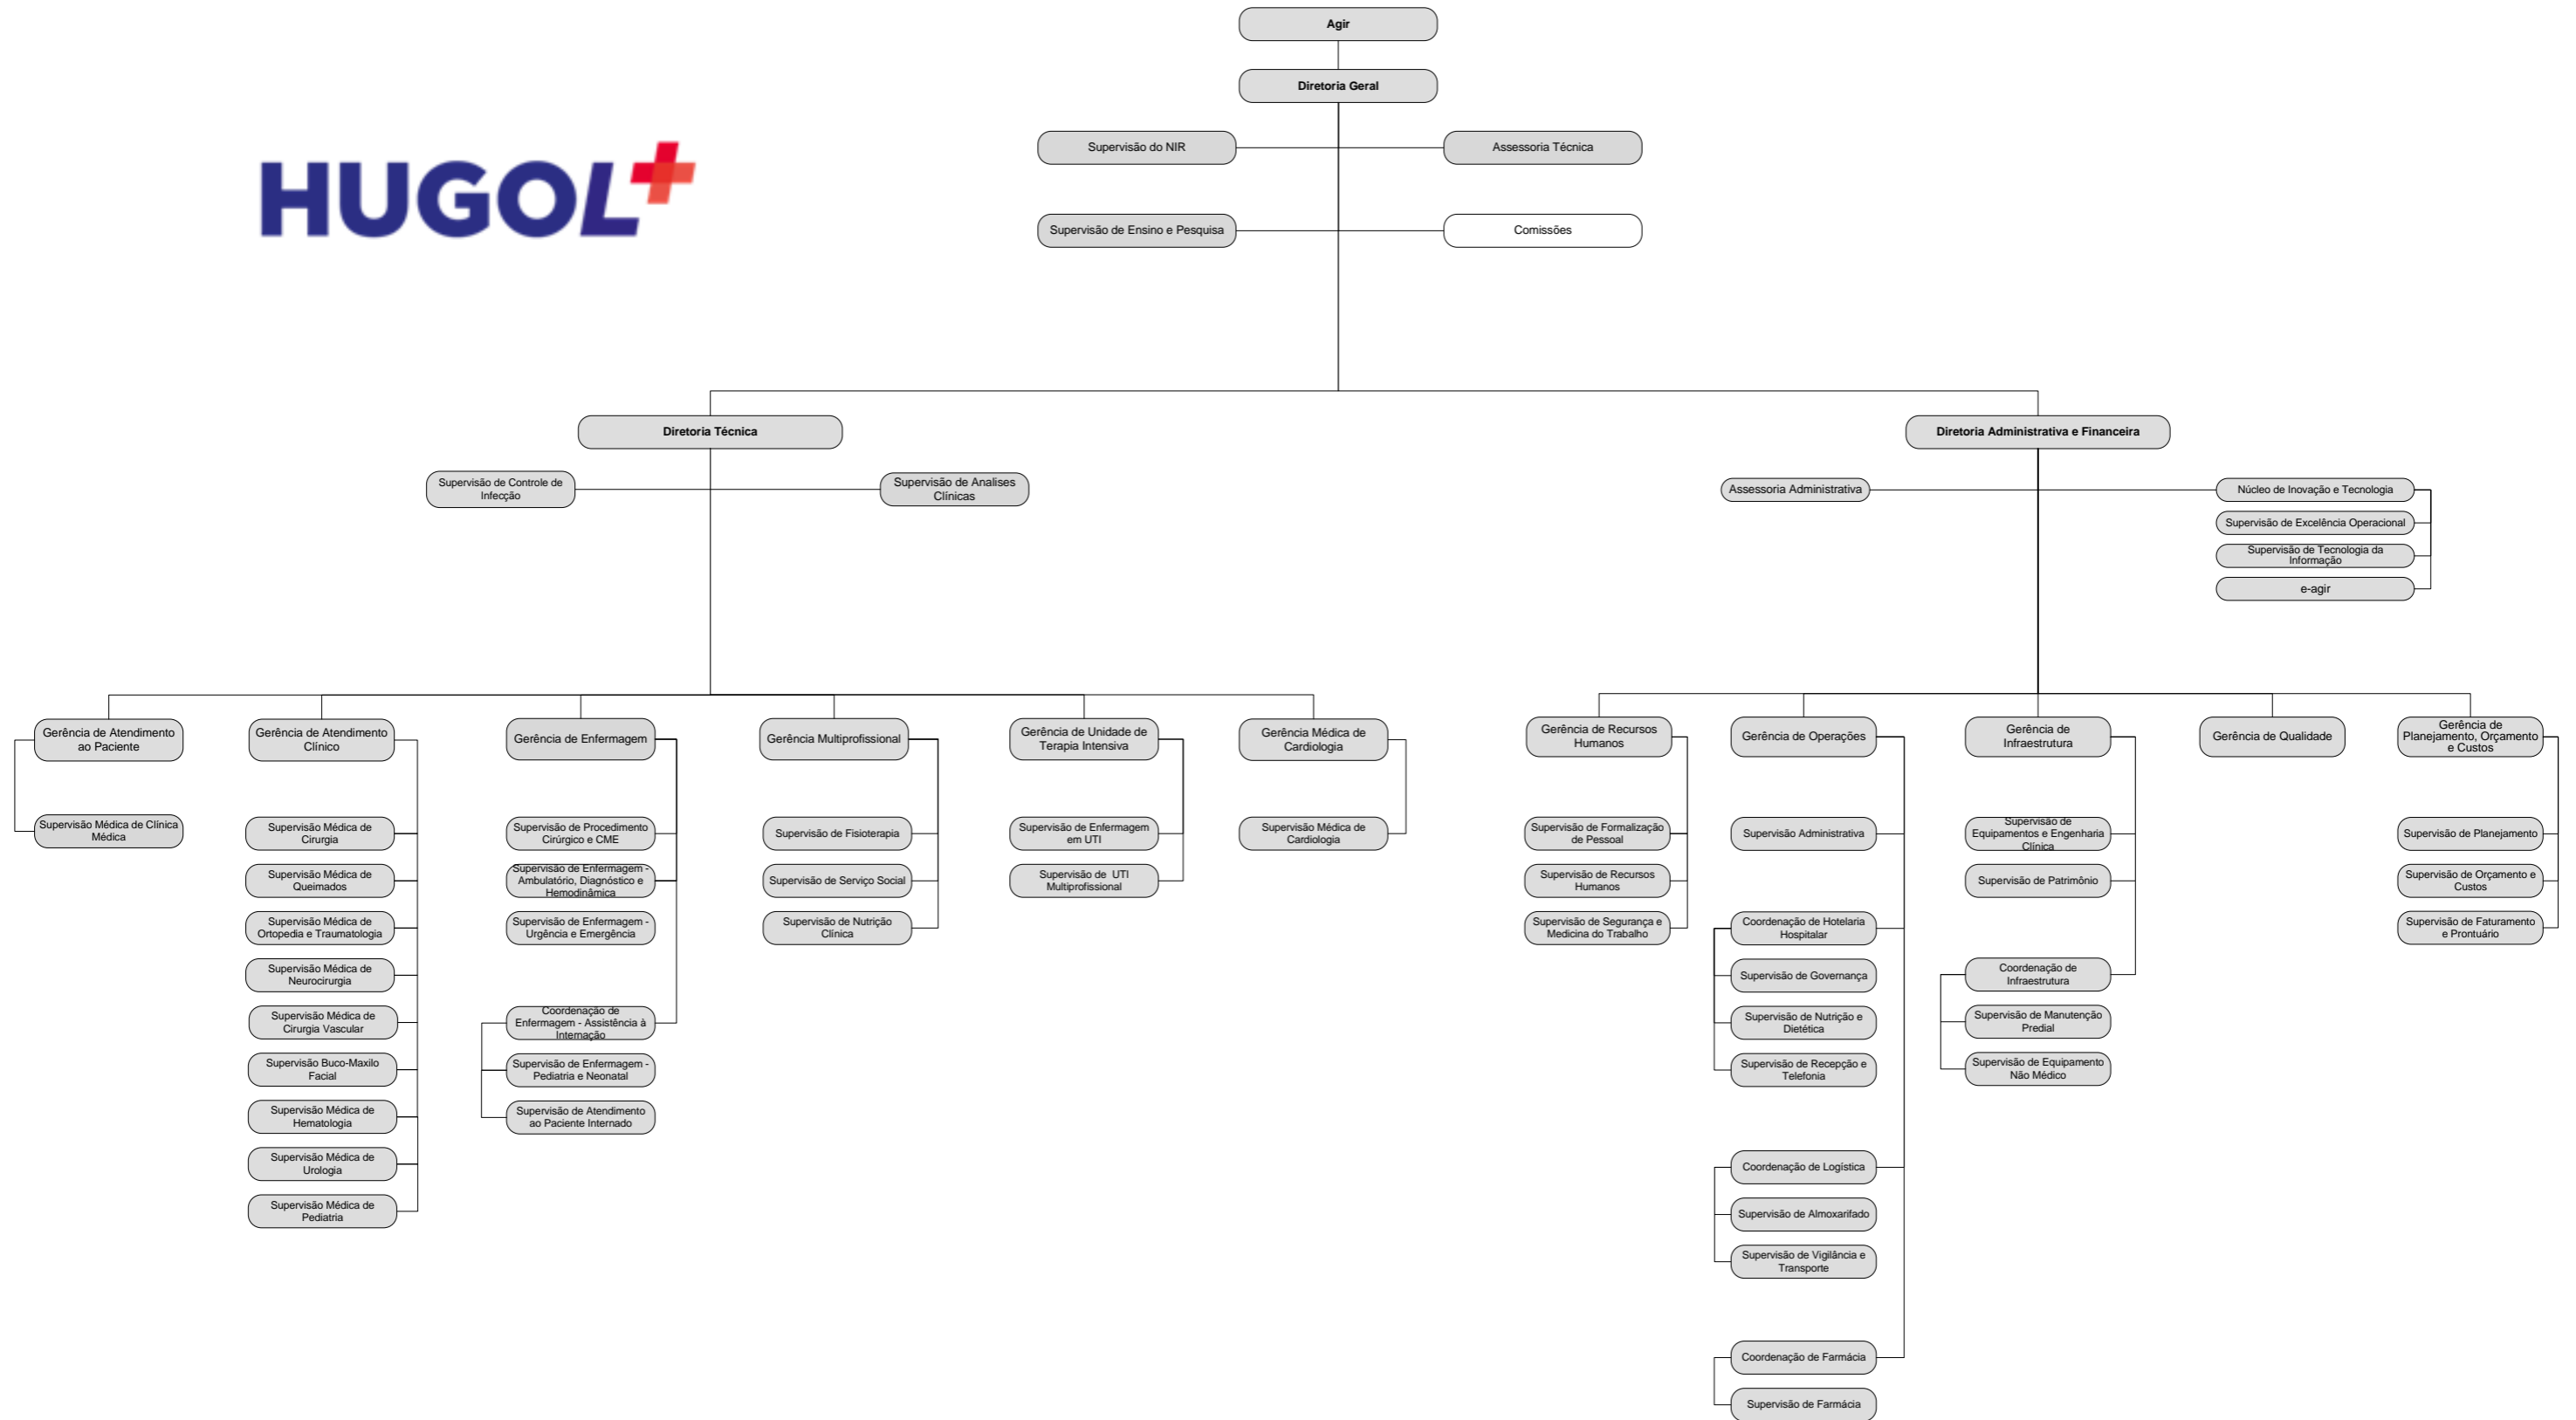 Agir
Diretoria Geral
Supervisão do NIR
Assessoria Técnica
HUGOL
Supervisão de Ensino e Pesquisa
Comissões
Diretoria Técnica
Diretoria Administrativa e Financeira
Supervisão de Controle de
Infecção
Supervisão de Analises
Clínicas
Assessoria Administrativa
Núcleo de Inovação e Tecnologia
Supervisão de Excelência Operacional
Supervisão de Tecnologia da
Informação
e-agir
Gerência de Atendimento
ao Paciente
Supervisão Médica de Clínica
Médica
Gerência de Atendimento
Clínico
Supervisão Médica de
Cirurgia
Supervisão Médica de
Queimados
Supervisão Médica de
Ortopedia e Traumatologia
Supervisão Médica de
Neurocirurgia
Supervisão Médica de
Cirurgia Vascular
Supervisão Buco-Maxilo
Facial
Supervisão Médica de
Hematologia
Supervisão Médica de
Urologia
Supervisão Médica de
Pediatria
Gerência de Enfermagem
Supervisão de Procedimento
Cirúrgico e CME
Supervisão de Enfermagem -
Ambulatório, Diagnóstico e
Hemodinâmica
Supervisão de Enfermagem -
Urgência e Emergência
Coordenação de
Enfermagem - Assistência à
Internação
Supervisão de Enfermagem -
Pediatria e Neonatal
Supervisão de Atendimento
ao Paciente Internado
Gerência Multiprofissional
Supervisão de Fisioterapia
Supervisão de Serviço Social
Supervisão de Nutrição
Clínica
Gerência de Unidade de
Terapia Intensiva
Supervisão de Enfermagem
em UTI
Supervisão de UTI
Multiprofissional
Gerência Médica de
Cardiologia
Supervisão Médica de
Cardiologia
Gerência de Recursos
Humanos
Supervisão de Formalização
de Pessoal
Supervisão de Recursos
Humanos
Supervisão de Segurança e
Medicina do Trabalho
Gerência de Operações
Supervisão Administrativa
Coordenação de Hotelaria
Hospitalar
Supervisão de Governança
Supervisão de Nutrição e
Dietética
Supervisão de Recepção e
Telefonia
Coordenação de Logística
Supervisão de Almoxarifado
Supervisão de Vigilância e
Transporte
Coordenação de Farmácia
Supervisão de Farmácia
Gerência de
Infraestrutura
Supervisão de
Equipamentos e Engenharia
Clínica
Supervisão de Patrimônio
Coordenação de
Infraestrutura
Supervisão de Manutenção
Predial
Supervisão de Equipamento
Não Médico
Gerência de Qualidade
Gerência de
Planejamento, Orçamento
e Custos
Supervisão de Planejamento
Supervisão de Orçamento e
Custos
Supervisão de Faturamento
e Prontuário